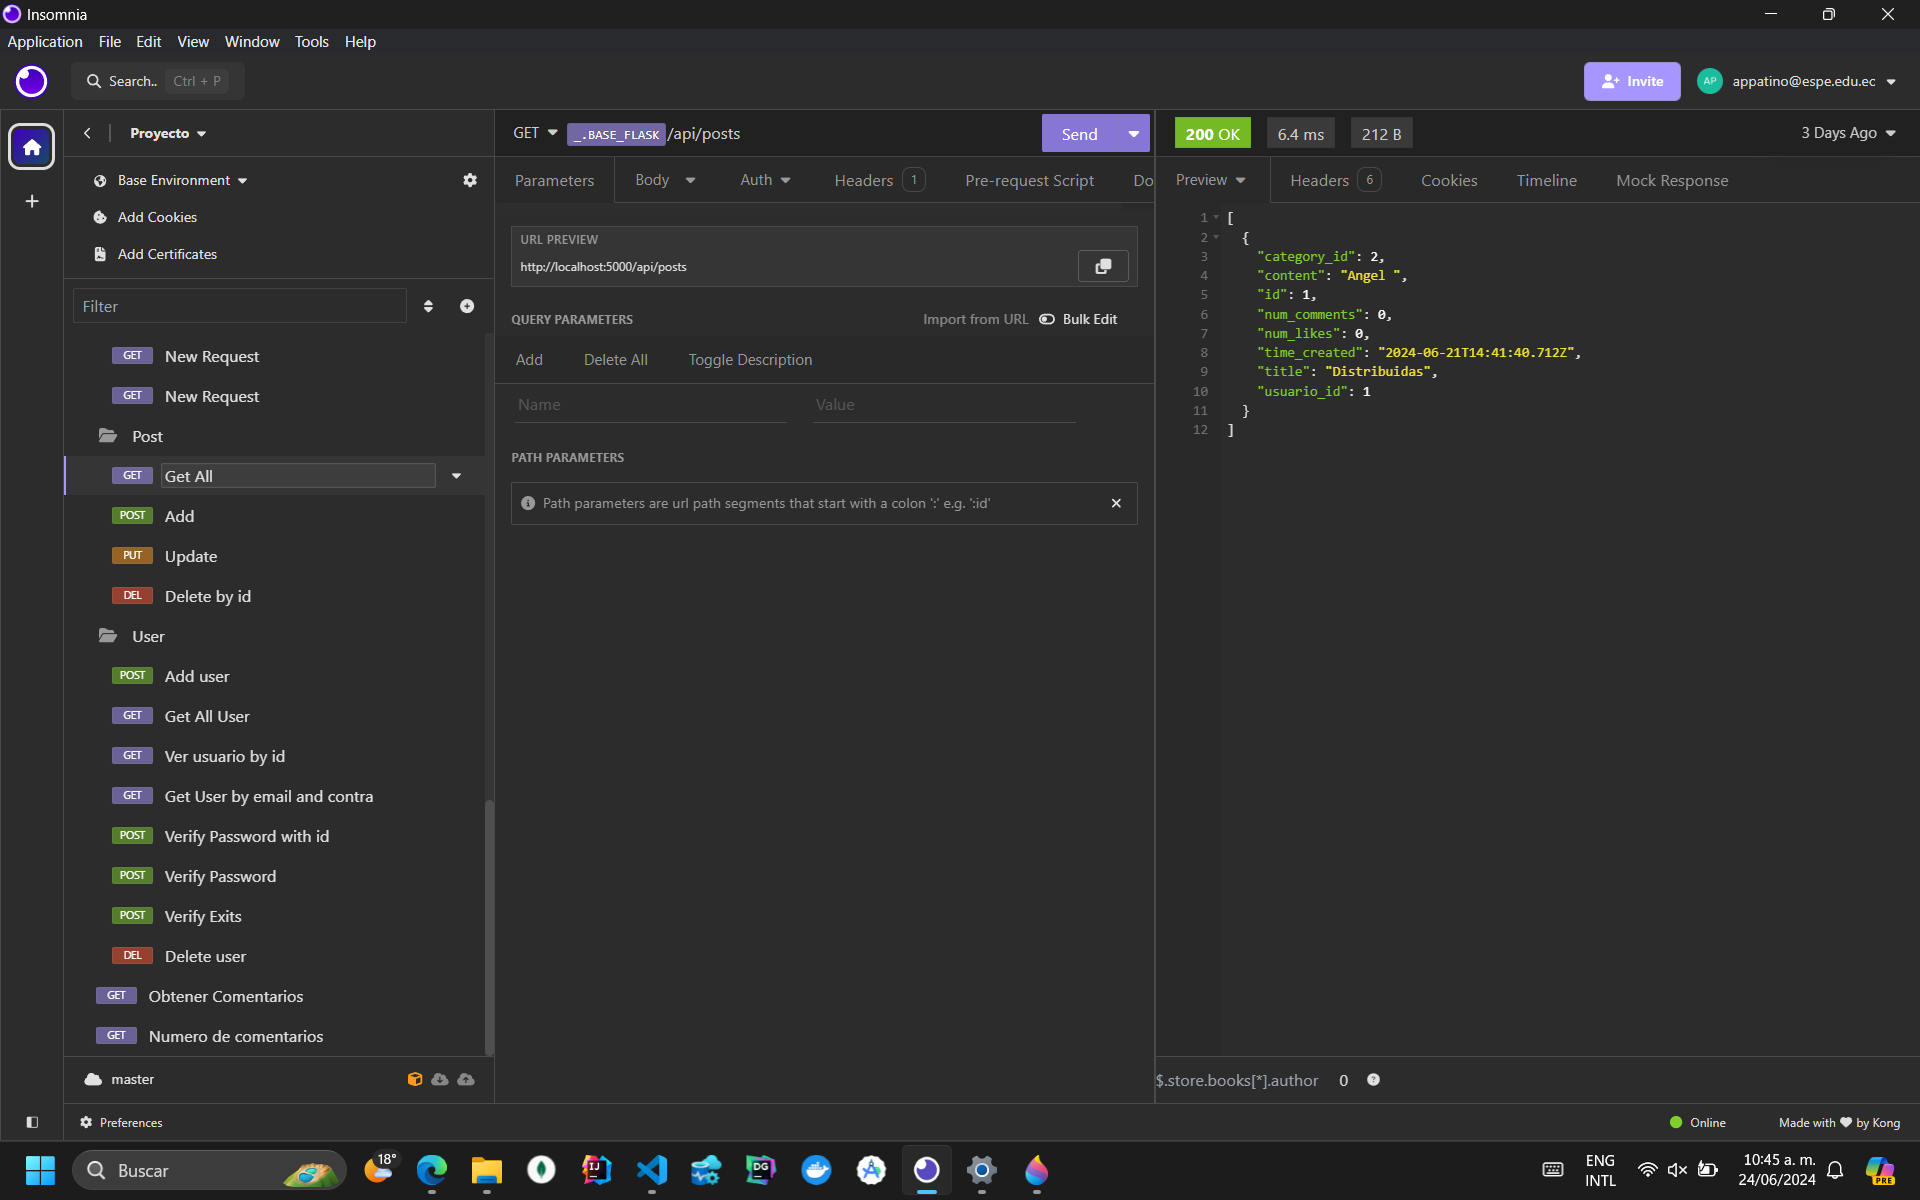 Insomnia
Application File Edit View Window Tools Help
Search.. Ctrl + P
Invite
AP appatino@espe.edu.ec
Proyecto
Base Environment
Add Cookies
Add Certificates
Filter
GET New Request
GET New Request
Post
GET Get All
POST Add
PUT Update
DEL Delete by id
User
POST Add user
GET Get All User
GET Ver usuario by id
GET Get User by email and contra
POST Verify Password with id
POST Verify Password
POST Verify Exits
DEL Delete user
GET Obtener Comentarios
GET Numero de comentarios
master
Preferences
GET _.BASE_FLASK/api/posts Send
Parameters Body Auth Headers 1 Pre-request Script Do
URL PREVIEW
http://localhost:5000/api/posts
QUERY PARAMETERS Import from URL Bulk Edit
Add Delete All Toggle Description
Name Value
PATH PARAMETERS
Path parameters are url path segments that start with a colon ':' e.g. ':id'
200 OK 6.4 ms 212 B 3 Days Ago
Preview Headers 6 Cookies Timeline Mock Response
1 [
2 {
3 "category_id": 2,
4 "content": "Angel ",
5 "id": 1,
6 "num_comments": 0,
7 "num_likes": 0,
8 "time_created": "2024-06-21T14:41:40.712Z",
9 "title": "Distribuidas",
10 "usuario_id": 1
11 }
12 ]
$.store.books[*].author 0
Online Made with by Kong
Buscar
18°
IJ
DG
PRE
ENG
INTL
10:45 a. m.
24/06/2024